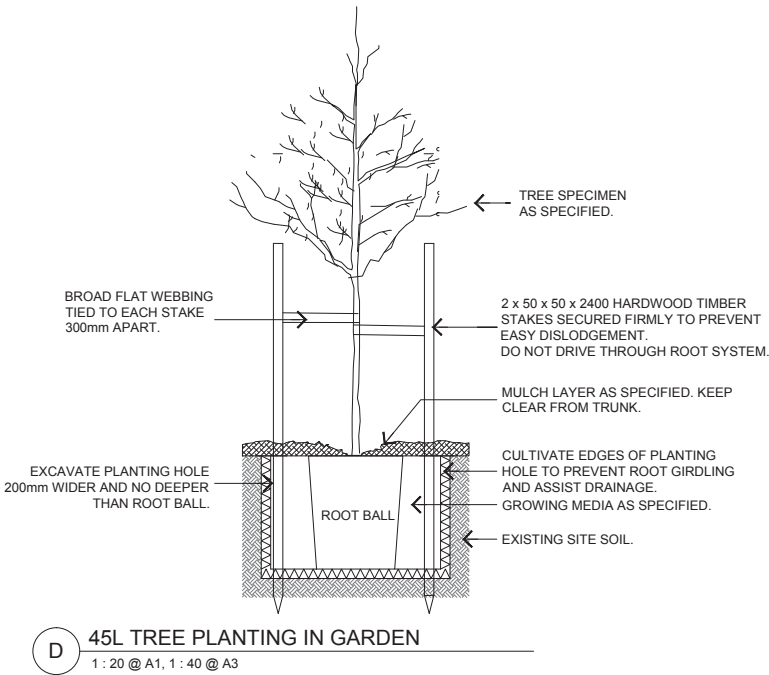 TREE SPECIMEN
AS SPECIFIED.
BROAD FLAT WEBBING
TIED TO EACH STAKE
300mm APART.
2 x 50 x 50 x 2400 HARDWOOD TIMBER
STAKES SECURED FIRMLY TO PREVENT
EASY DISLODGEMENT.
DO NOT DRIVE THROUGH ROOT SYSTEM.
MULCH LAYER AS SPECIFIED. KEEP
CLEAR FROM TRUNK.
EXCAVATE PLANTING HOLE
200mm WIDER AND NO DEEPER
THAN ROOT BALL.
CULTIVATE EDGES OF PLANTING
HOLE TO PREVENT ROOT GIRDLING
AND ASSIST DRAINAGE.
GROWING MEDIA AS SPECIFIED.
ROOT BALL
EXISTING SITE SOIL.
D
45L TREE PLANTING IN GARDEN
1 : 20 @ A1, 1 : 40 @ A3